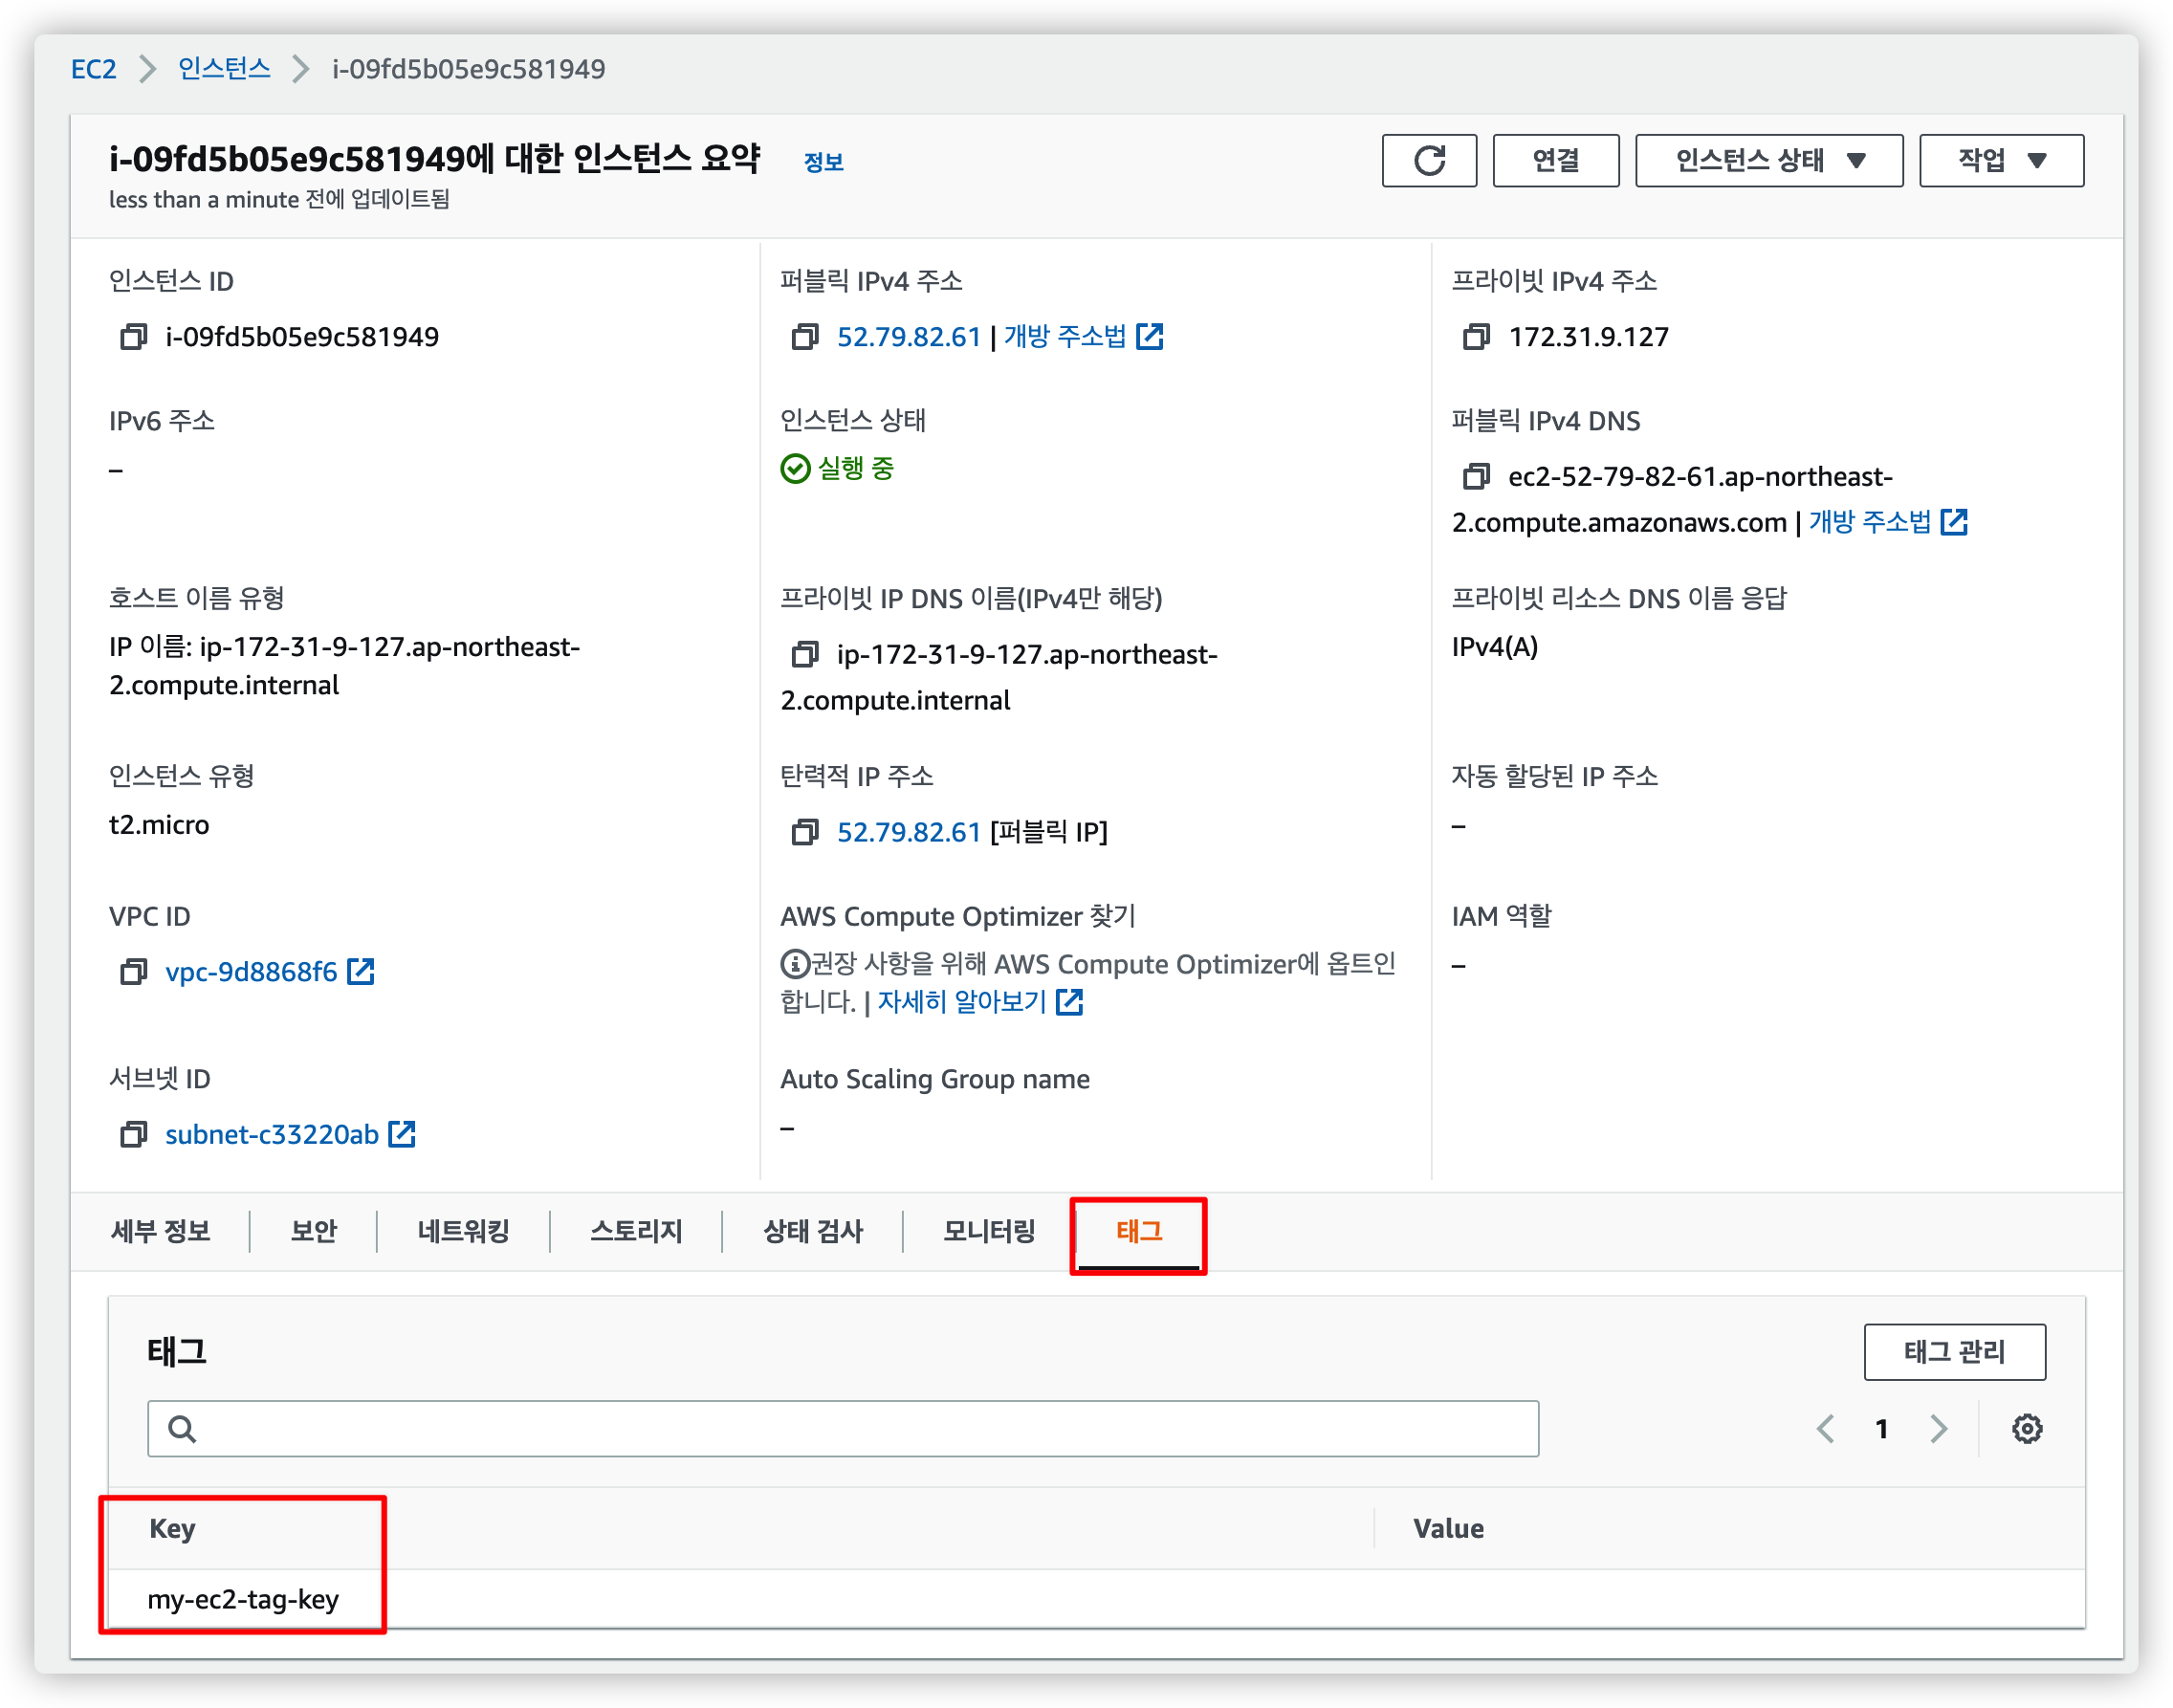 EC2 > 인스턴스 > i-09fd5b05e9c581949
i-09fd5b05e9c581949에 대한 인스턴스 요약 정보
less than a minute 전에 업데이트됨
연결
인스턴스 상태 ▼
작업 ▼
인스턴스 ID
i-09fd5b05e9c581949
퍼블릭 IPv4 주소
52.79.82.61 | 개방 주소법
프라이빗 IPv4 주소
172.31.9.127
IPv6 주소
–
인스턴스 상태
실행 중
퍼블릭 IPv4 DNS
ec2-52-79-82-61.ap-northeast-
2.compute.amazonaws.com | 개방 주소법
호스트 이름 유형
IP 이름: ip-172-31-9-127.ap-northeast-
2.compute.internal
프라이빗 IP DNS 이름(IPv4만 해당)
ip-172-31-9-127.ap-northeast-
2.compute.internal
프라이빗 리소스 DNS 이름 응답
IPv4(A)
인스턴스 유형
t2.micro
탄력적 IP 주소
52.79.82.61 [퍼블릭 IP]
자동 할당된 IP 주소
–
VPC ID
vpc-9d8868f6
AWS Compute Optimizer 찾기
권장 사항을 위해 AWS Compute Optimizer에 옵트인
합니다. | 자세히 알아보기
IAM 역할
–
서브넷 ID
subnet-c33220ab
Auto Scaling Group name
–
세부 정보
보안
네트워킹
스토리지
상태 검사
모니터링
태그
태그
태그 관리
1
Key
Value
my-ec2-tag-key